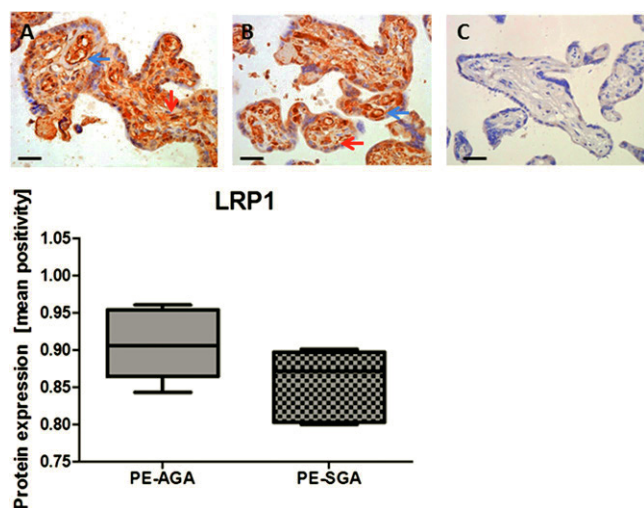 A
B
C
LRP1
Protein expression [mean positivity]
1.05
1.00
0.95
0.90
0.85
0.80
0.75
PE-AGA
PE-SGA